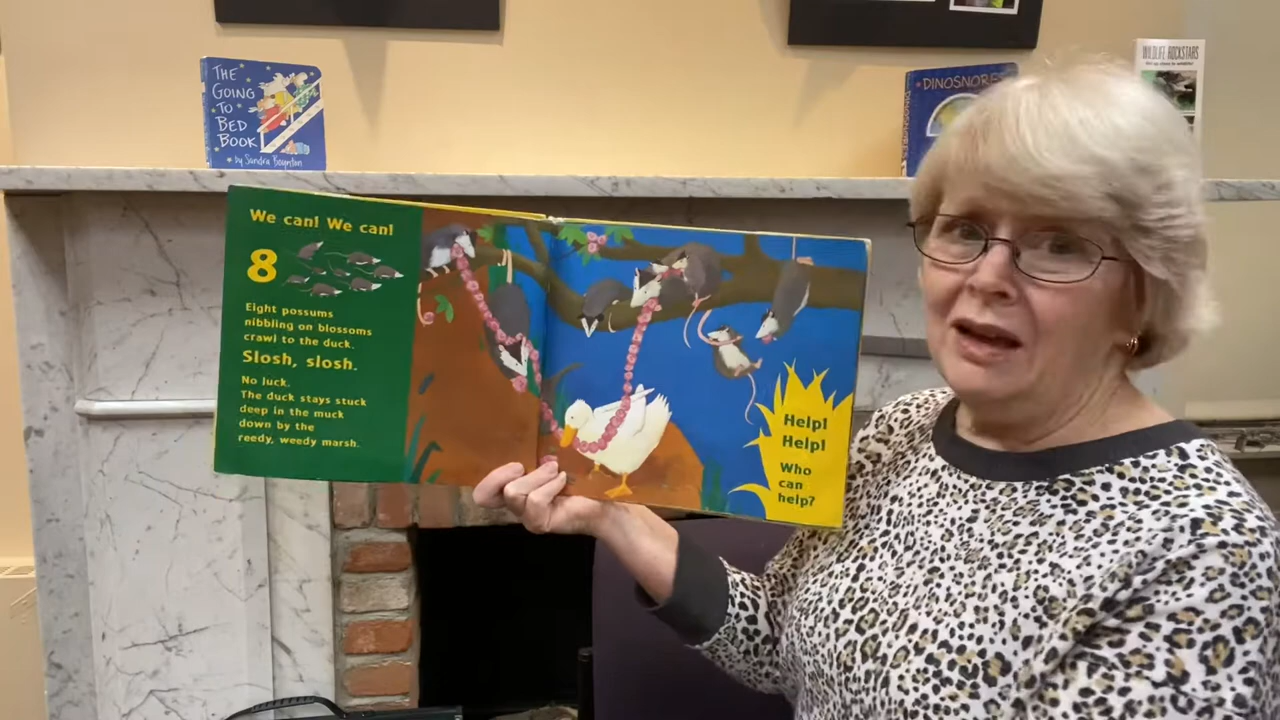 THE
GOING
TO
BED
BOOK
by Sandra Boynton
DINOSNORES
WILDLIFE ROCKSTARS
We can! We can!
8
Eight possums
nibbling on blossoms
crawl to the duck.
Slosh, slosh.
No luck.
The duck stays stuck
deep in the muck
down by the
reedy, weedy marsh.
Help!
Help!
Who
can
help?